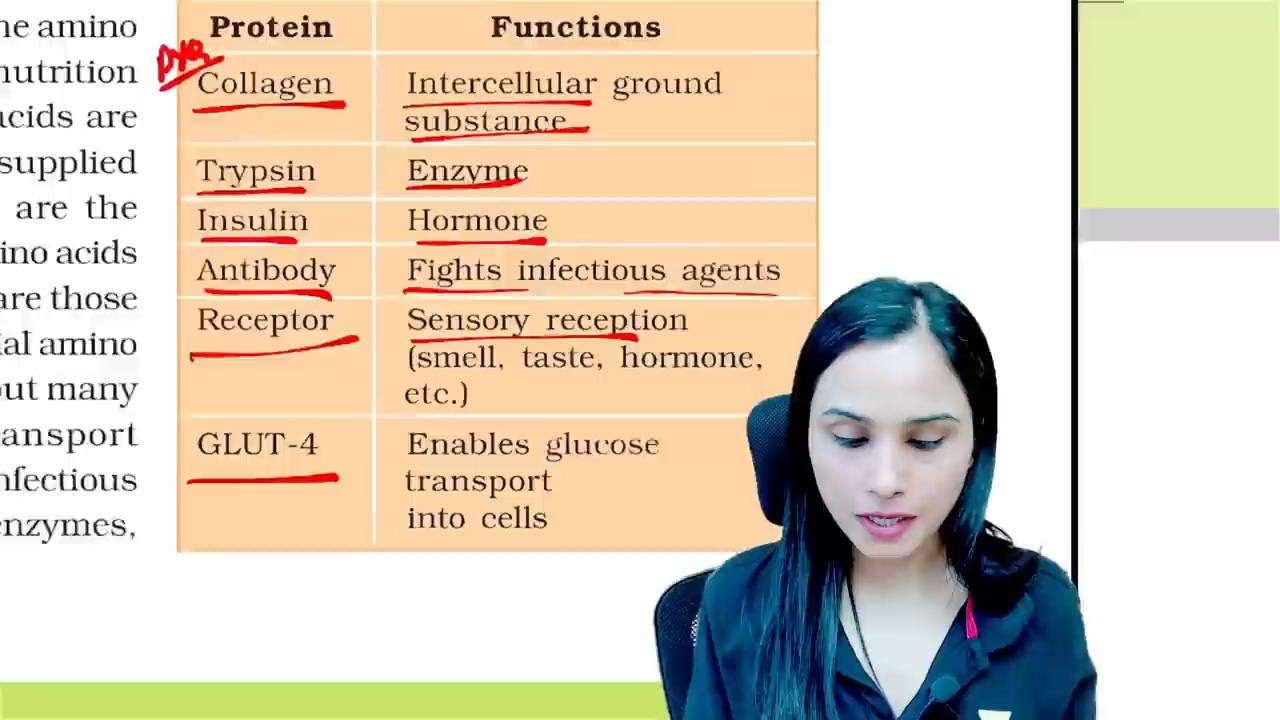 ne amino
nutrition
acids are
supplied
are the
ino acids
are those
ial amino
out many
ansport
nfectious
enzymes,
PYQ
Protein Functions
Collagen Intercellular ground
substance
Trypsin Enzyme
Insulin Hormone
Antibody Fights infectious agents
Receptor Sensory reception
(smell, taste, hormone,
etc.)
GLUT-4 Enables glucose
transport
into cells